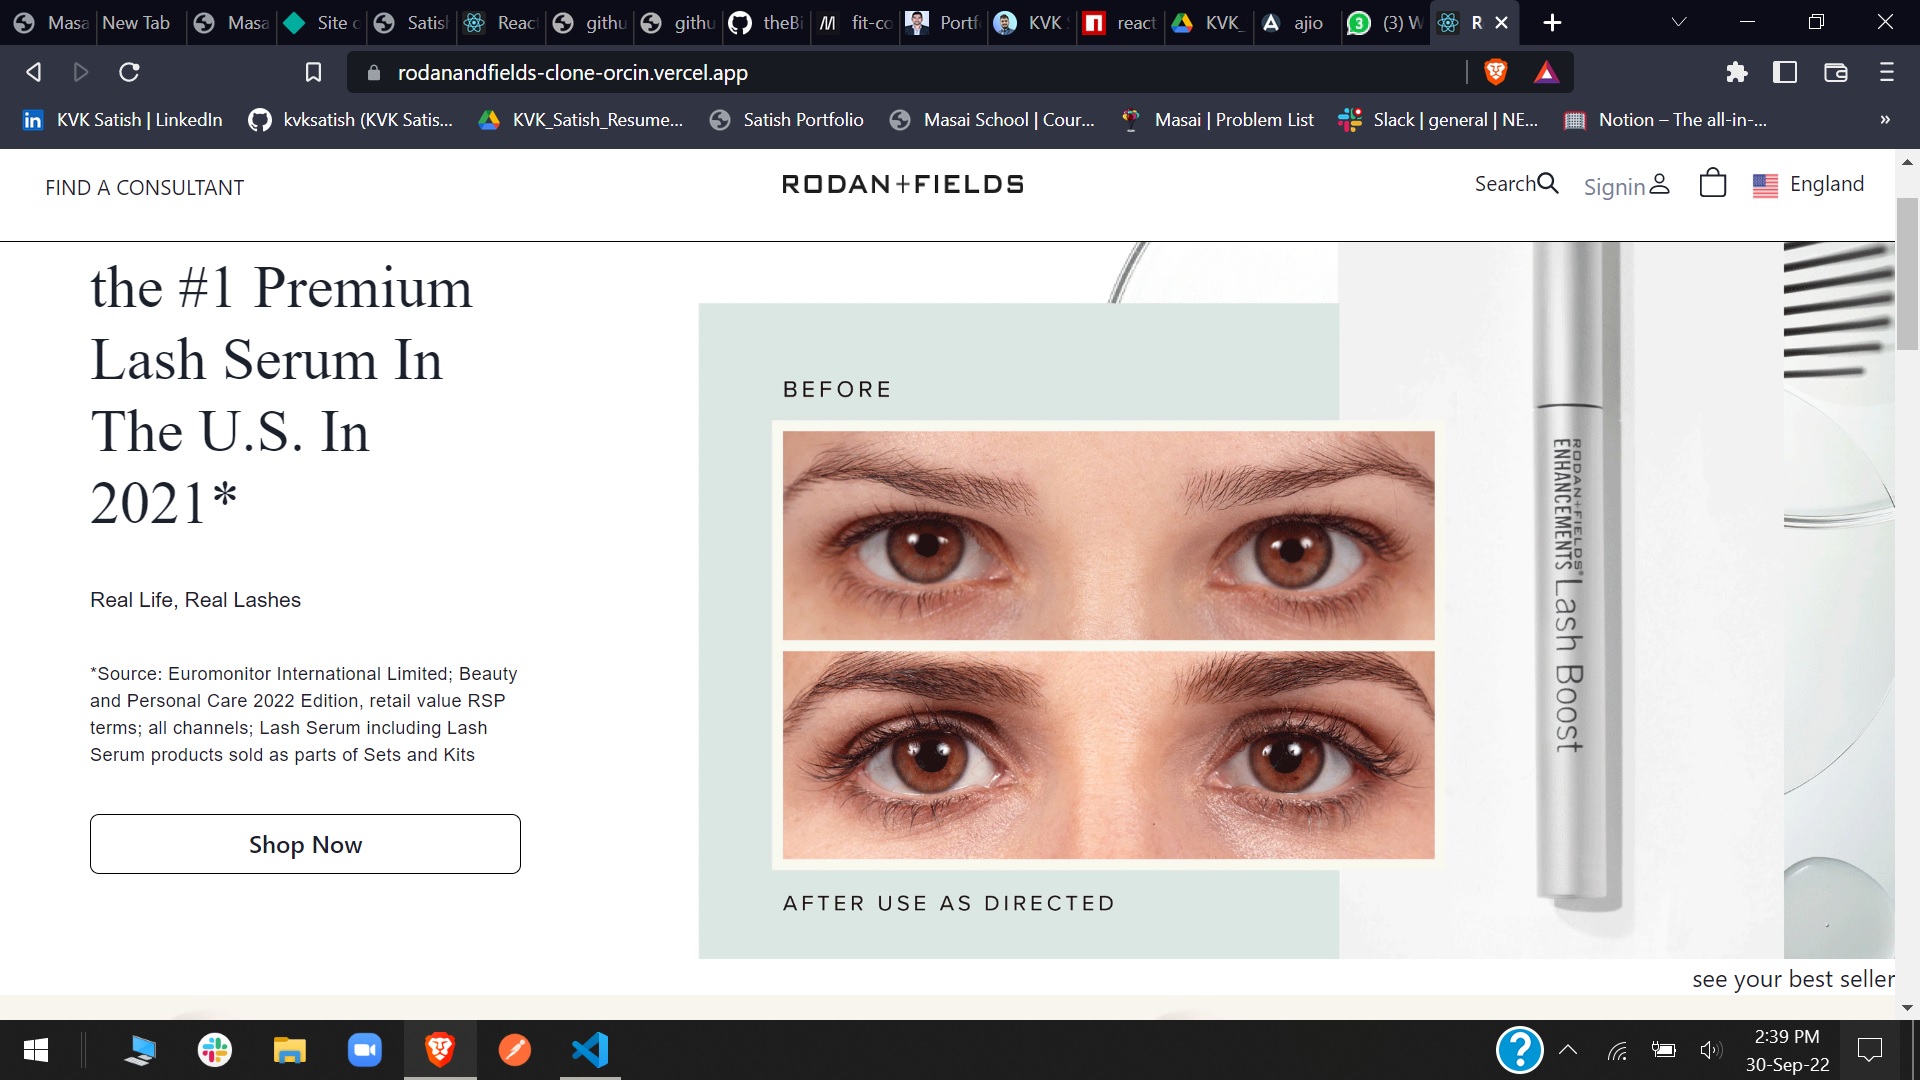 Masa
New Tab
Masa
Site o
Satis
Reac
githu
githu
theBi
fit-co
Portf
KVK
react
KVK_
ajio
(3) W
R
rodanandfields-clone-orcin.vercel.app
KVK Satish | LinkedIn
kvksatish (KVK Satis...
KVK_Satish_Resume...
Satish Portfolio
Masai School | Cour...
Masai | Problem List
Slack | general | NE...
Notion – The all-in-...
»
FIND A CONSULTANT
RODAN+FIELDS
Search
Signin
England
the #1 Premium
Lash Serum In
The U.S. In
2021*
Real Life, Real Lashes
*Source: Euromonitor International Limited; Beauty
and Personal Care 2022 Edition, retail value RSP
terms; all channels; Lash Serum including Lash
Serum products sold as parts of Sets and Kits
Shop Now
BEFORE
AFTER USE AS DIRECTED
RODAN+FIELDS®
ENHANCEMENTS
Lash Boost
see your best seller
2:39 PM
30-Sep-22